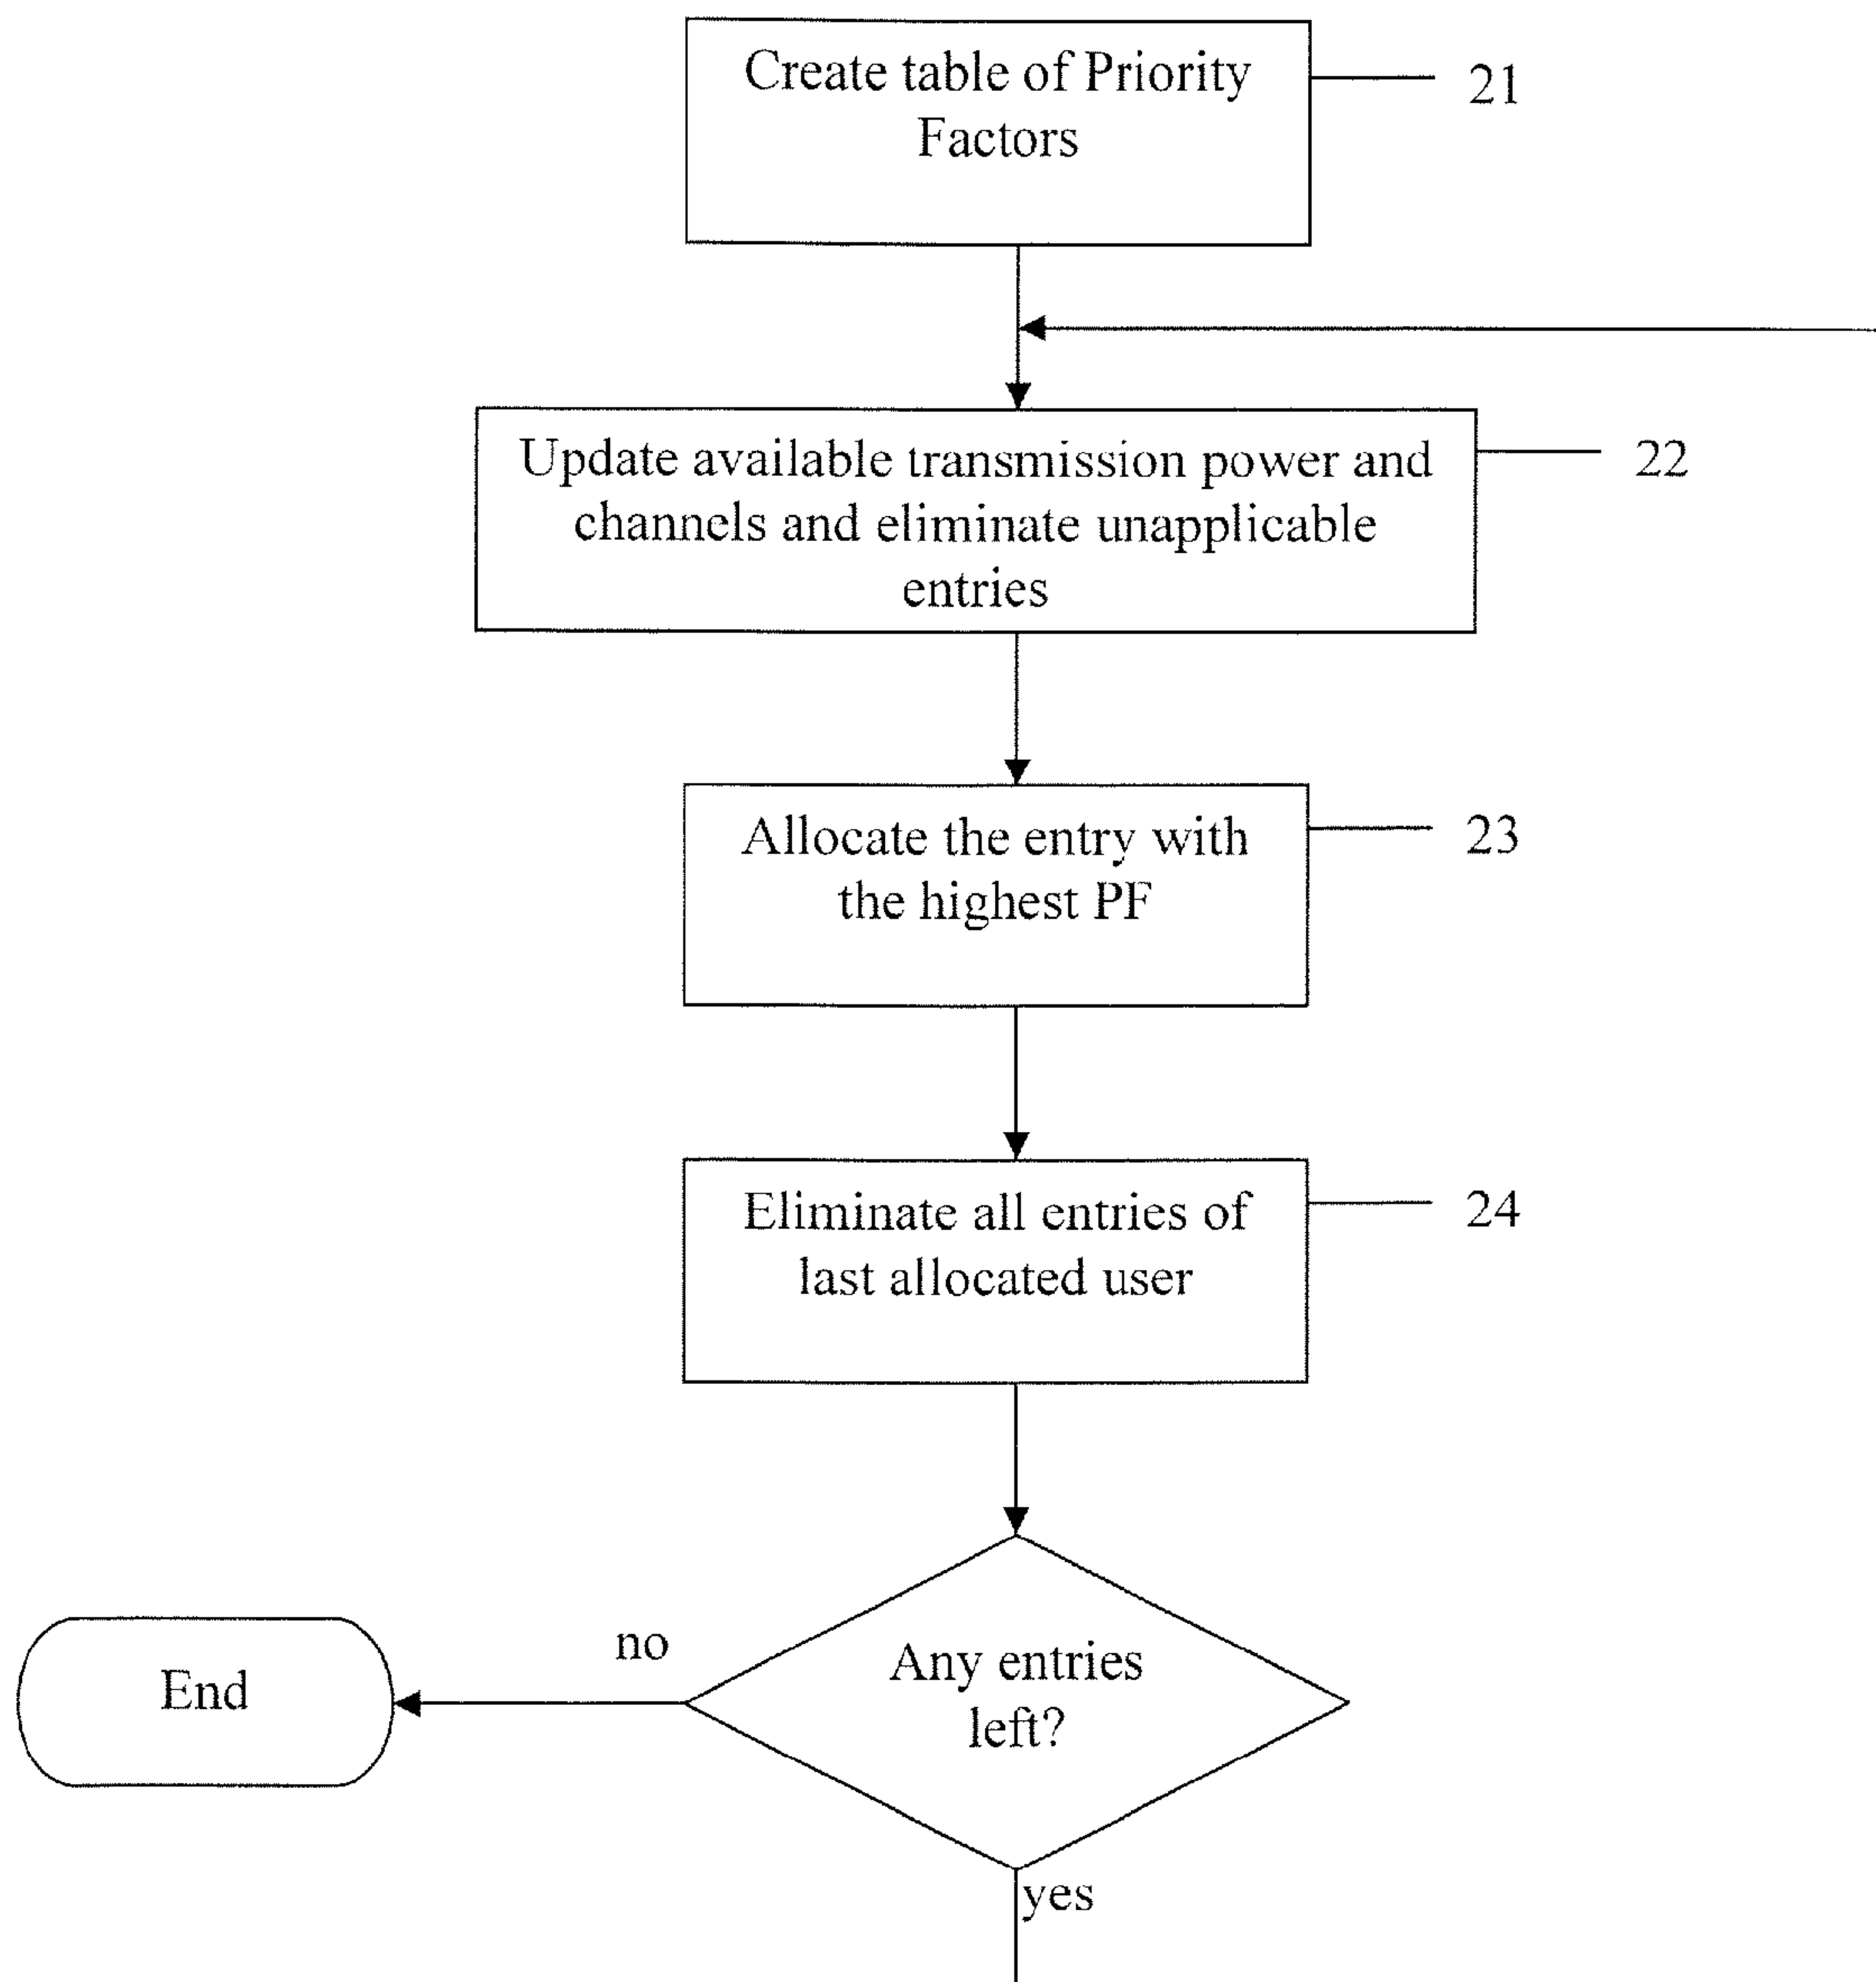 Create table of Priority
Factors
21
Update available transmission power and
channels and eliminate unapplicable
entries
22
Allocate the entry with
the highest PF
23
Eliminate all entries of
last allocated user
24
Any entries
left?
no
End
yes